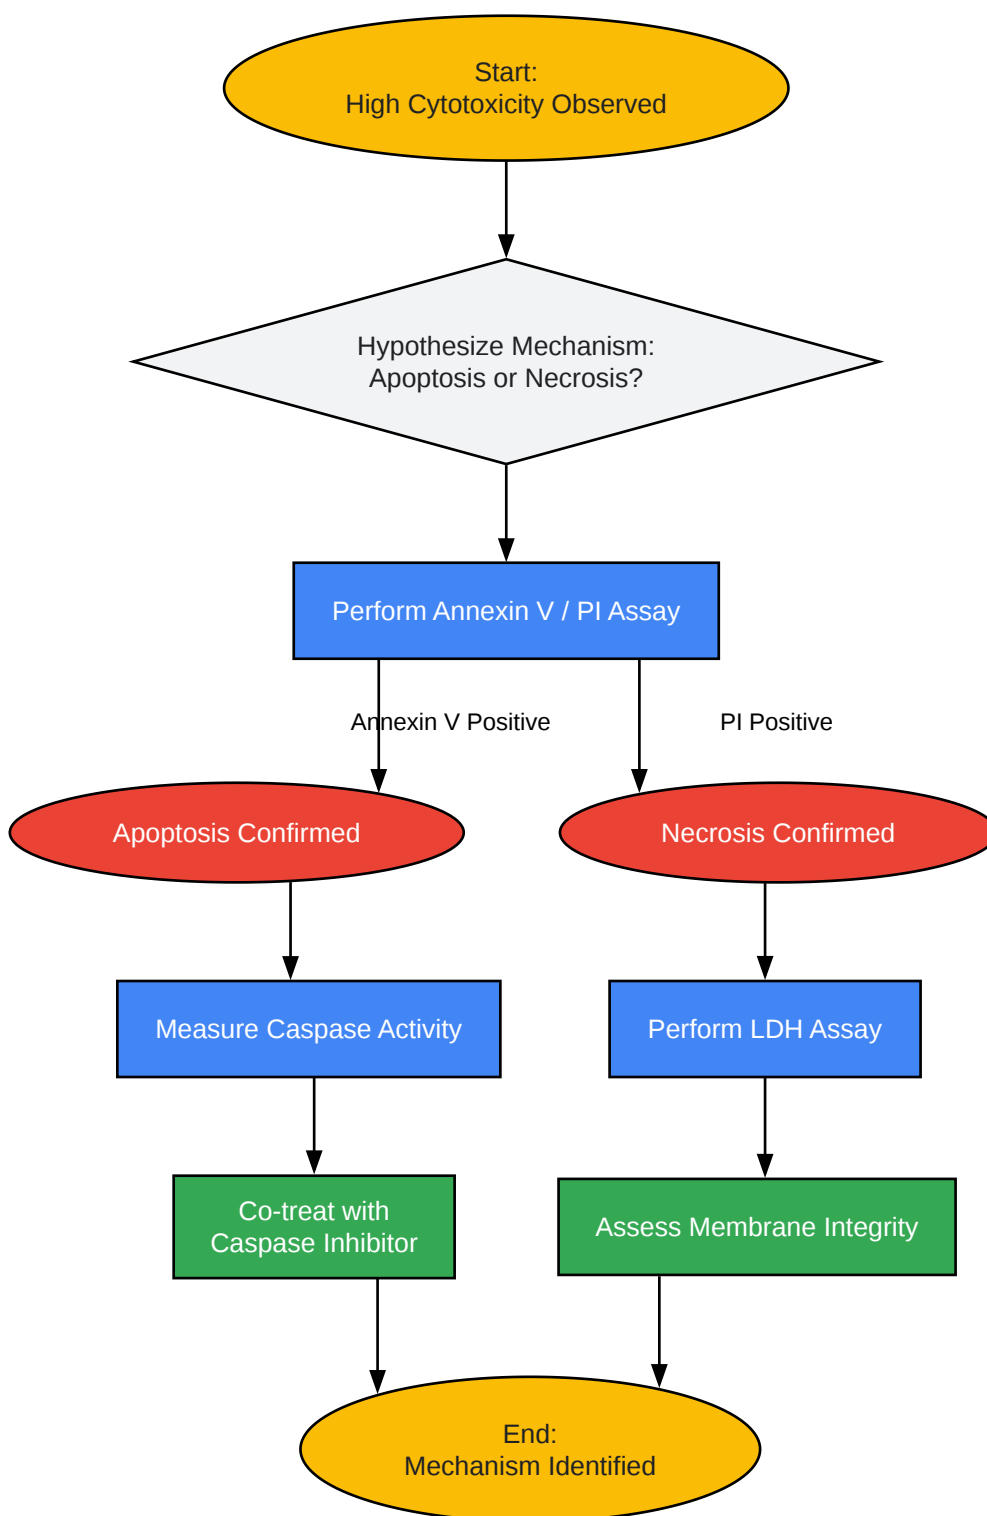 Start:
High Cytotoxicity Observed
Hypothesize Mechanism:
Apoptosis or Necrosis?
Perform Annexin V / PI Assay
Annexin V Positive
PI Positive
Apoptosis Confirmed
Necrosis Confirmed
Measure Caspase Activity
Perform LDH Assay
Co-treat with
Caspase Inhibitor
Assess Membrane Integrity
End:
Mechanism Identified